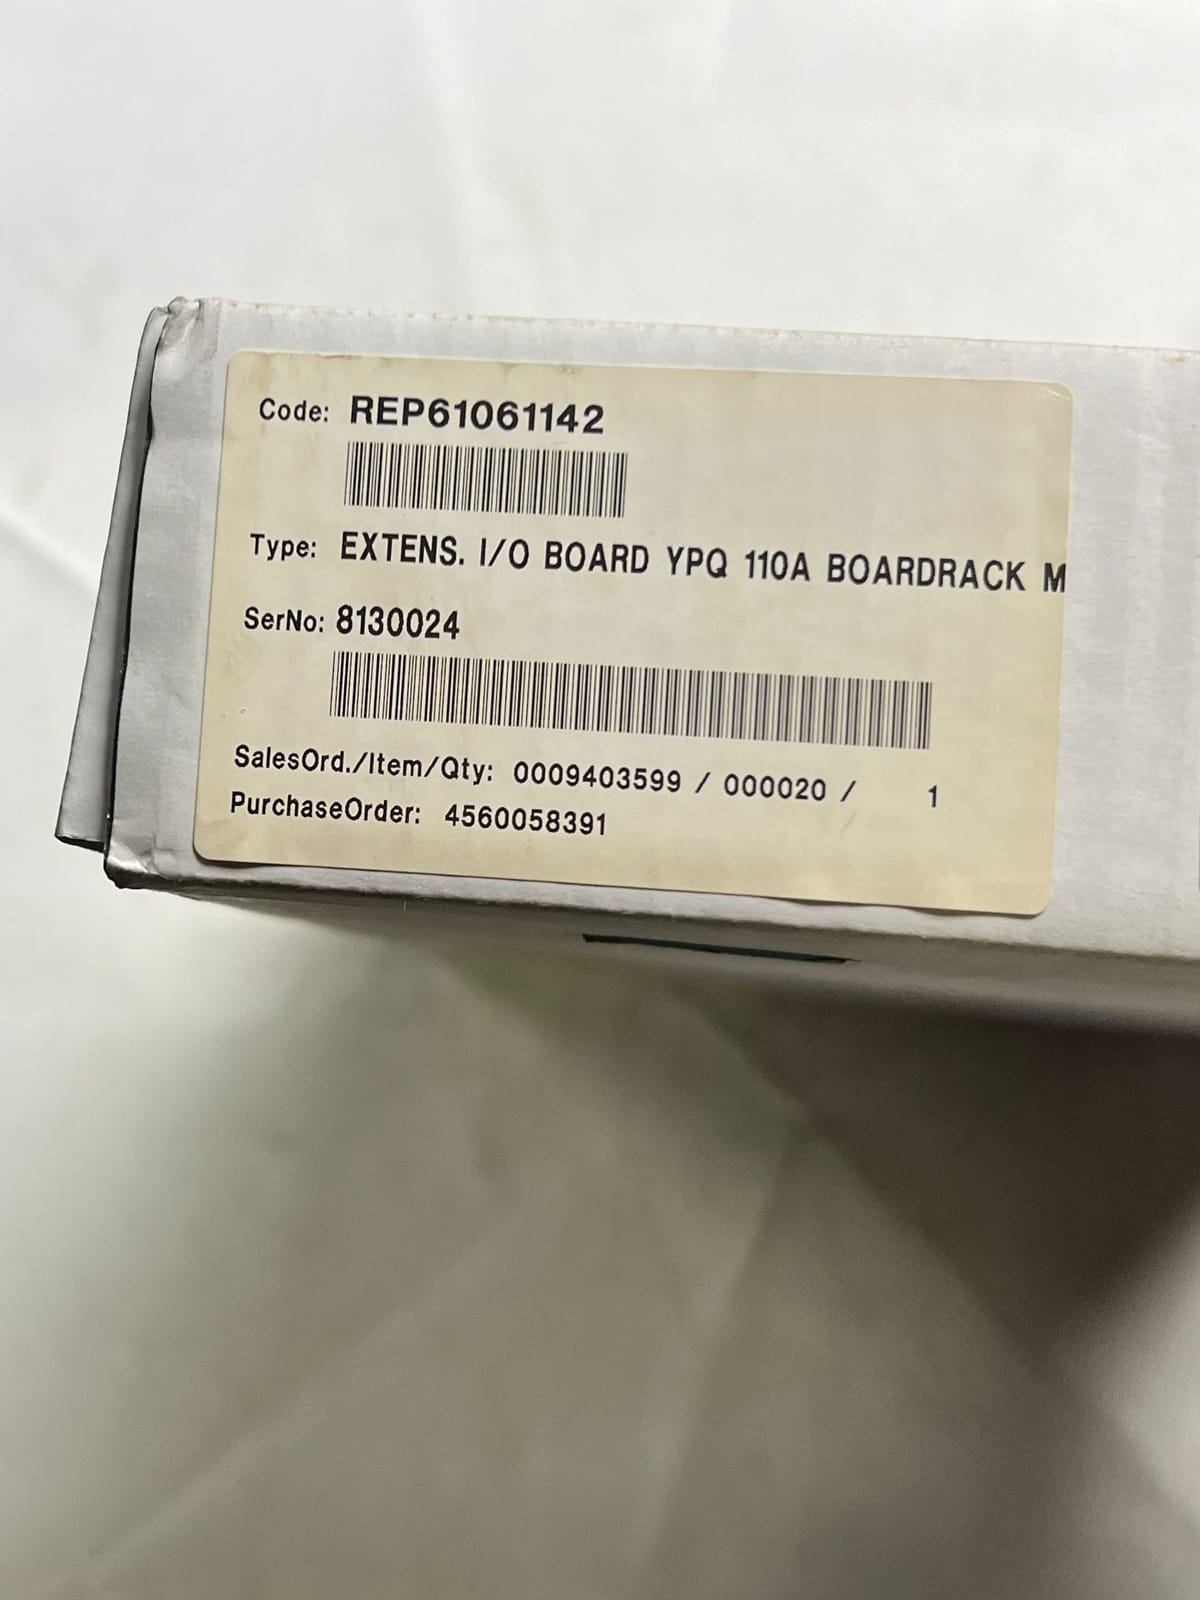 Code: REP61061142
Type: EXTENS. I/O BOARD YPQ 110A BOARDRACK M
SerNo: 8130024
SalesOrd./Item/Qty: 0009403599 / 000020 / 1
PurchaseOrder: 4560058391